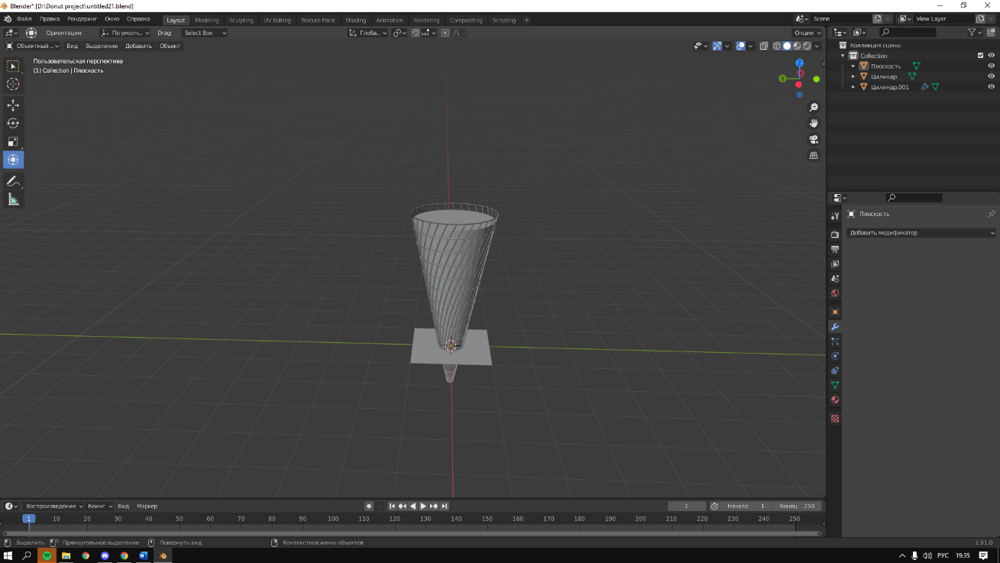 Blender* [D:\Donut project\untitled21.blend]
Файл Правка Рендеринг Окно Справка Layout Modeling Sculpting UV Editing Texture Paint Shading Animation Rendering Compositing Scripting + Scene View Layer
Ориентация: По умолч... Drag: Select Box Глоба... Опции
Объектный ... Вид Выделение Добавить Объект
Пользовательская перспектива
(1) Collection | Плоскость
Z
Y
Коллекция сцены
Collection
Плоскость
Цилиндр
Цилиндр.001
Плоскость
Добавить модификатор
Воспроизведение Кеинг Вид Маркер 1 Начало 1 Конец 250
1 10 20 30 40 50 60 70 80 90 100 110 120 130 140 150 160 170 180 190 200 210 220 230 240 250
Выделить Прямоугольное выделение Повернуть вид Контекстное меню объектов 2.91.0
РУС 19:35